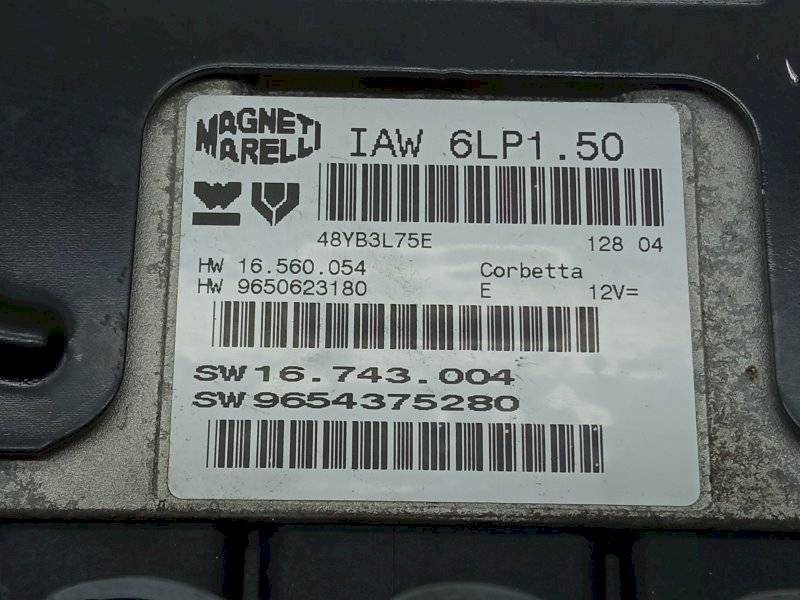 MAGNETI MARELLI IAW 6LP1.50
48YB3L75E 128 04
HW 16.560.054 Corbetta
HW 9650623180 E 12V=
SW 16.743.004
SW 9654375280